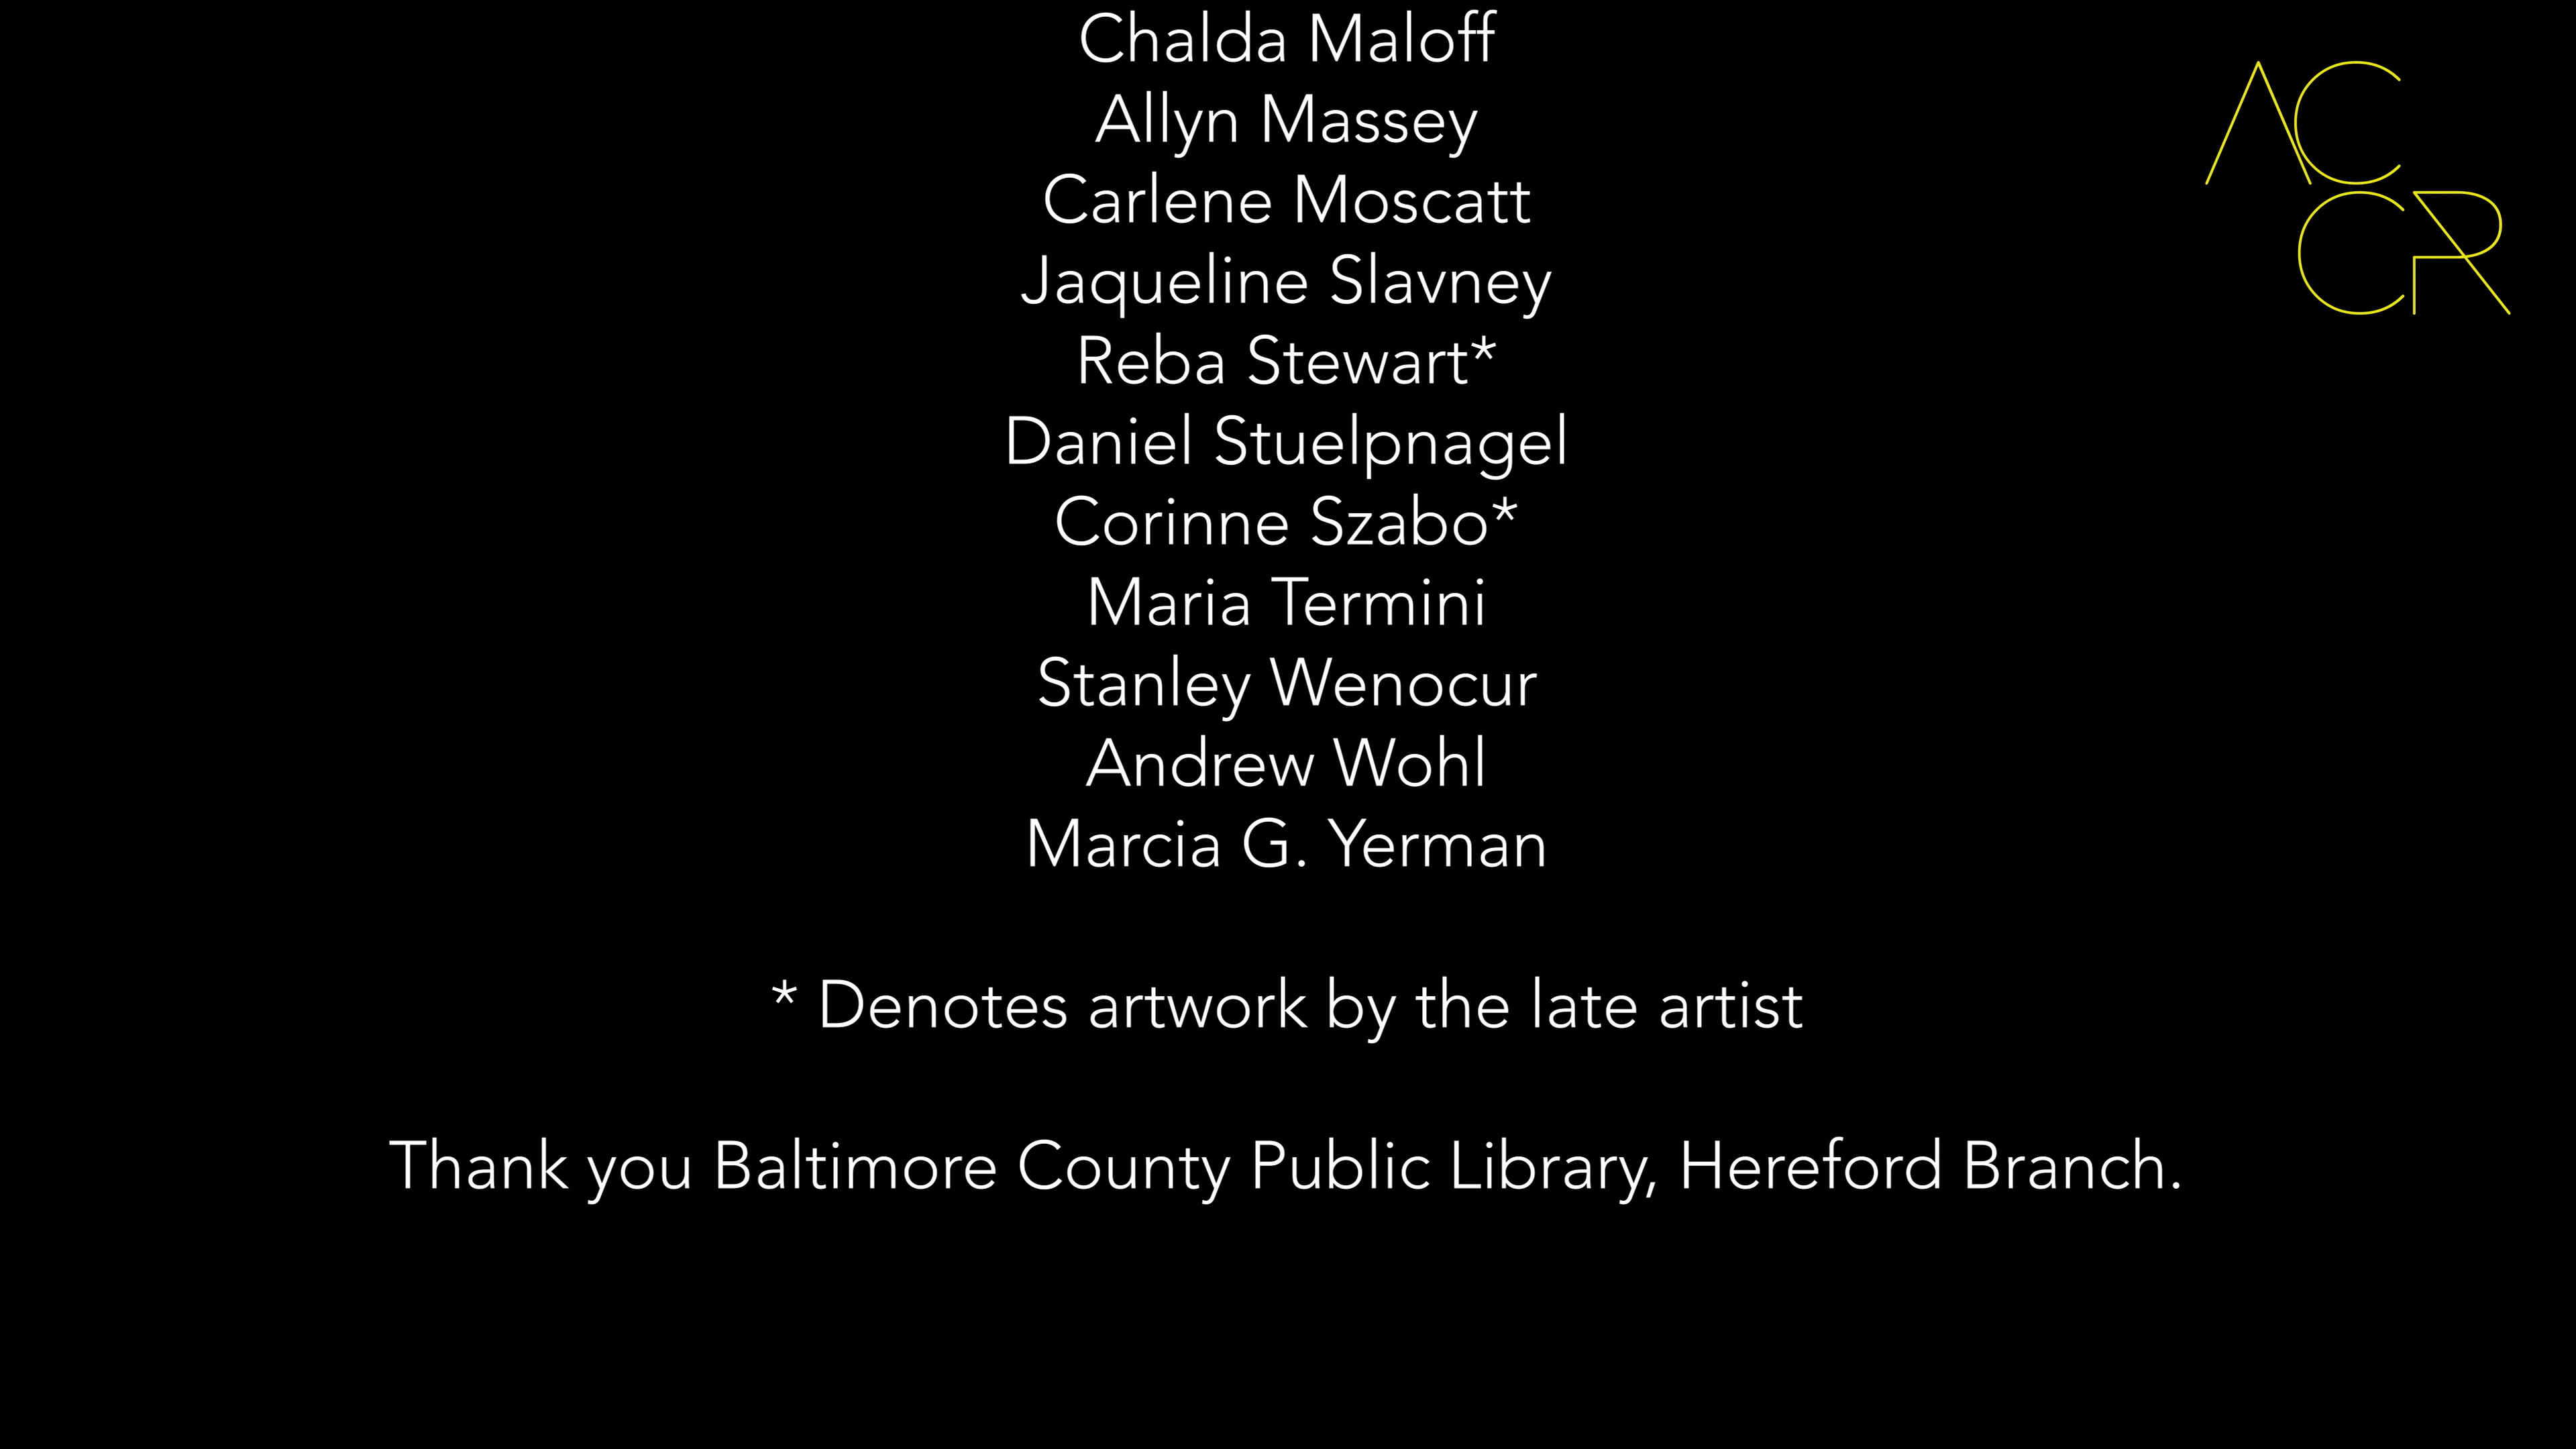 Chalda Maloff
Allyn Massey
Carlene Moscatt
Jaqueline Slavney
Reba Stewart*
Daniel Stuelpnagel
Corinne Szabo*
Maria Termini
Stanley Wenocur
Andrew Wohl
Marcia G. Yerman
* Denotes artwork by the late artist
Thank you Baltimore County Public Library, Hereford Branch.
AC
CR